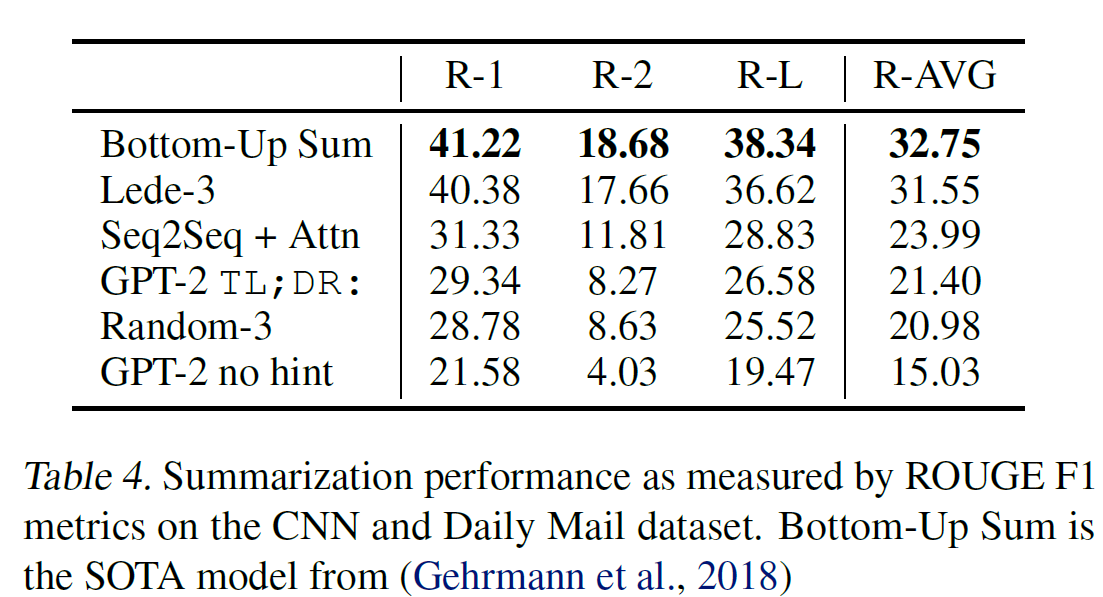 R-1 R-2 R-L R-AVG
Bottom-Up Sum 41.22 18.68 38.34 32.75
Lede-3 40.38 17.66 36.62 31.55
Seq2Seq + Attn 31.33 11.81 28.83 23.99
GPT-2 TL;DR: 29.34 8.27 26.58 21.40
Random-3 28.78 8.63 25.52 20.98
GPT-2 no hint 21.58 4.03 19.47 15.03
Table 4. Summarization performance as measured by ROUGE F1
metrics on the CNN and Daily Mail dataset. Bottom-Up Sum is
the SOTA model from (Gehrmann et al., 2018)